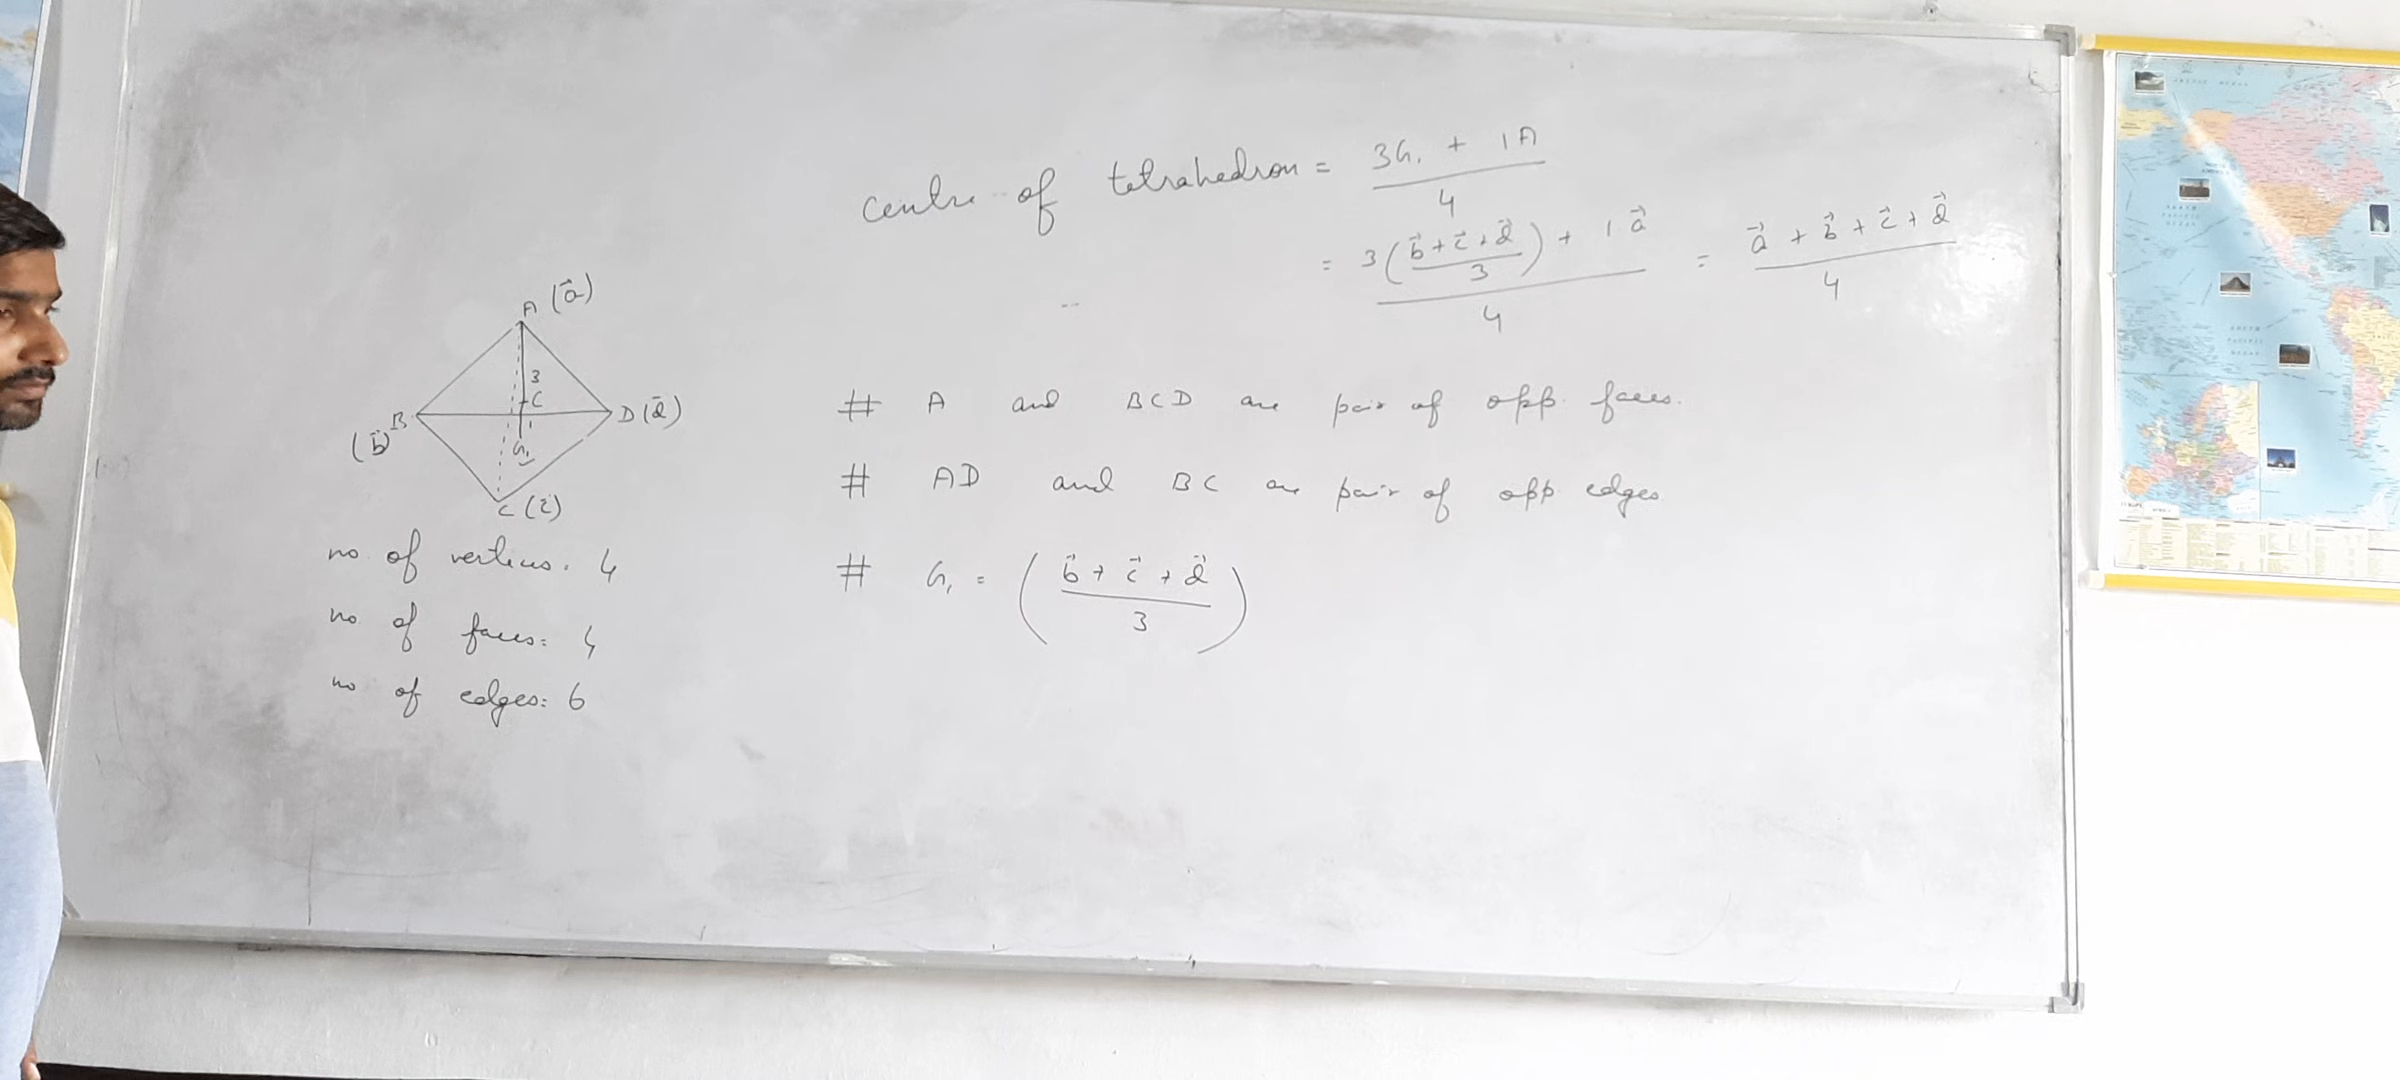 centre of tetrahedron = (3G₁ + 1A)/4
= (3((b⃗ + c⃗ + d⃗)/3) + 1a⃗)/4 = (a⃗ + b⃗ + c⃗ + d⃗)/4
A (a⃗)
3
C
B (b⃗)
D (d⃗)
1
G₁
C (c⃗)
no. of vertices. 4
no of faces: 4
no of edges: 6
# A and BCD are pair of opp. faces.
# AD and BC are pair of opp edges
# G₁ = ((b⃗ + c⃗ + d⃗)/3)